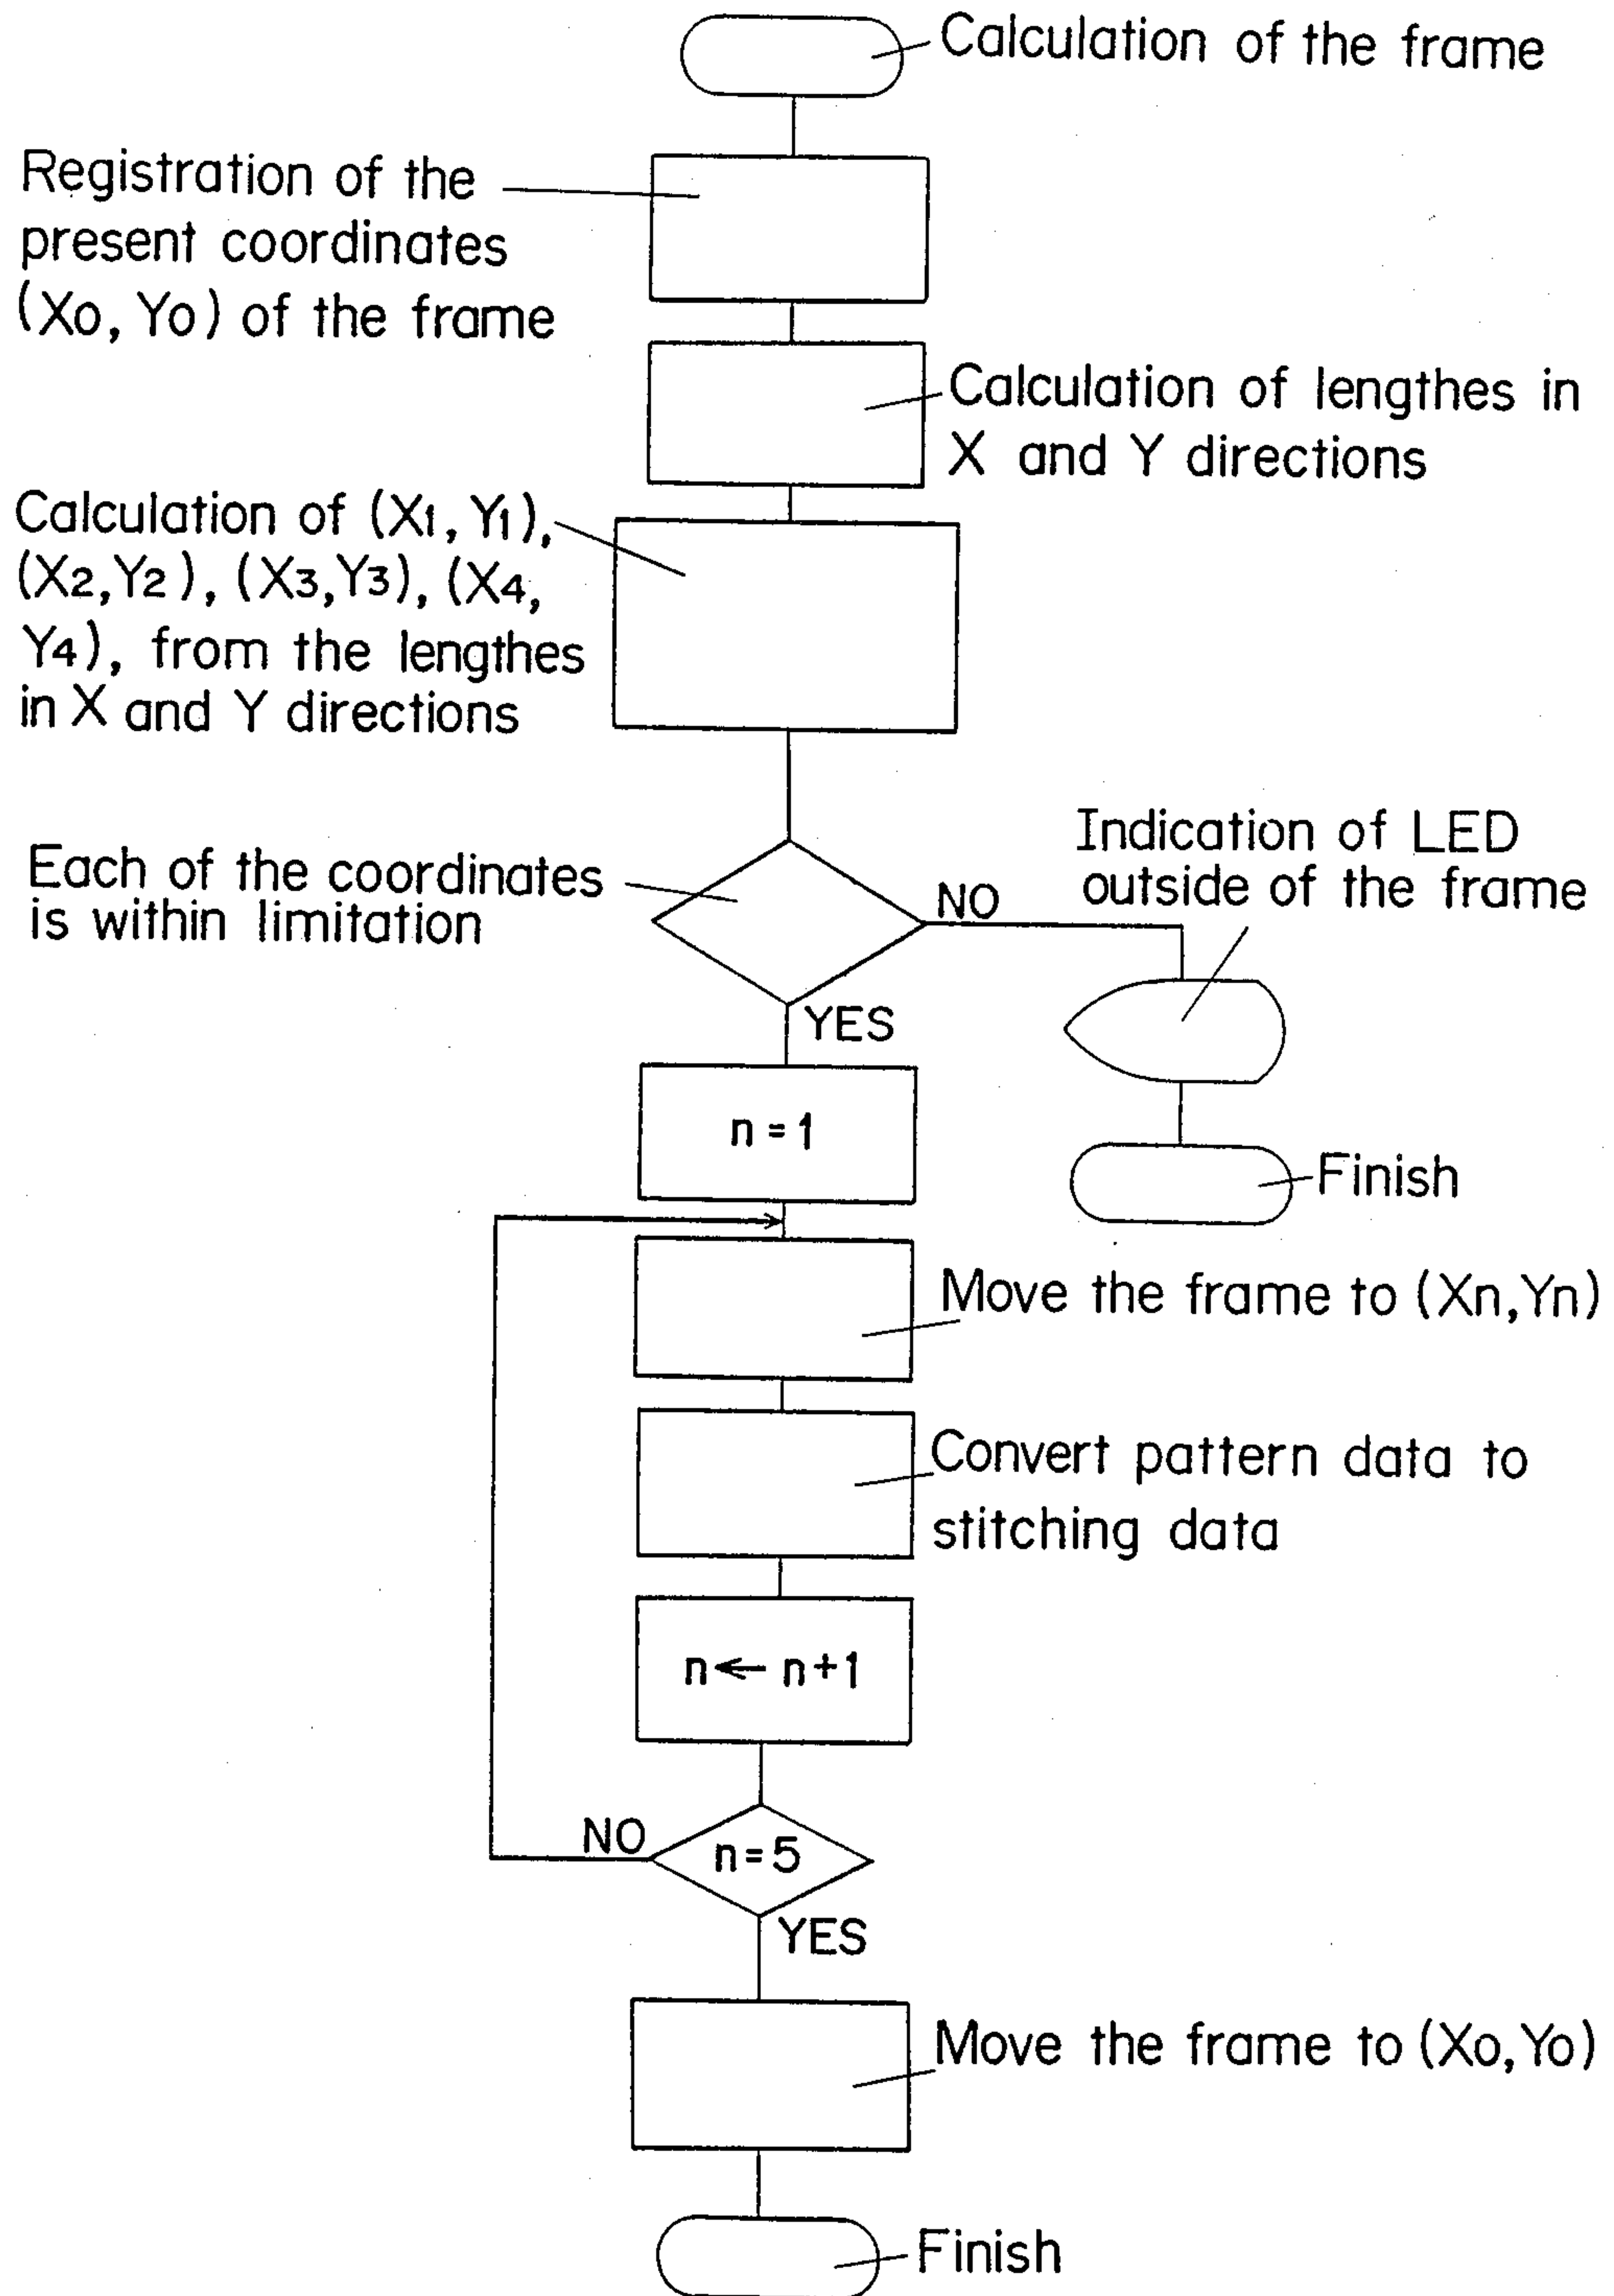 Calculation of the frame
Registration of the
present coordinates
(Xo, Yo) of the frame
Calculation of lengthes in
X and Y directions
Calculation of (X1, Y1),
(X2,Y2), (X3,Y3), (X4,
Y4), from the lengthes
in X and Y directions
Each of the coordinates
is within limitation
NO
Indication of LED
outside of the frame
YES
n = 1
Finish
Move the frame to (Xn,Yn)
Convert pattern data to
stitching data
n ← n+1
NO
n = 5
YES
Move the frame to (Xo,Yo)
Finish